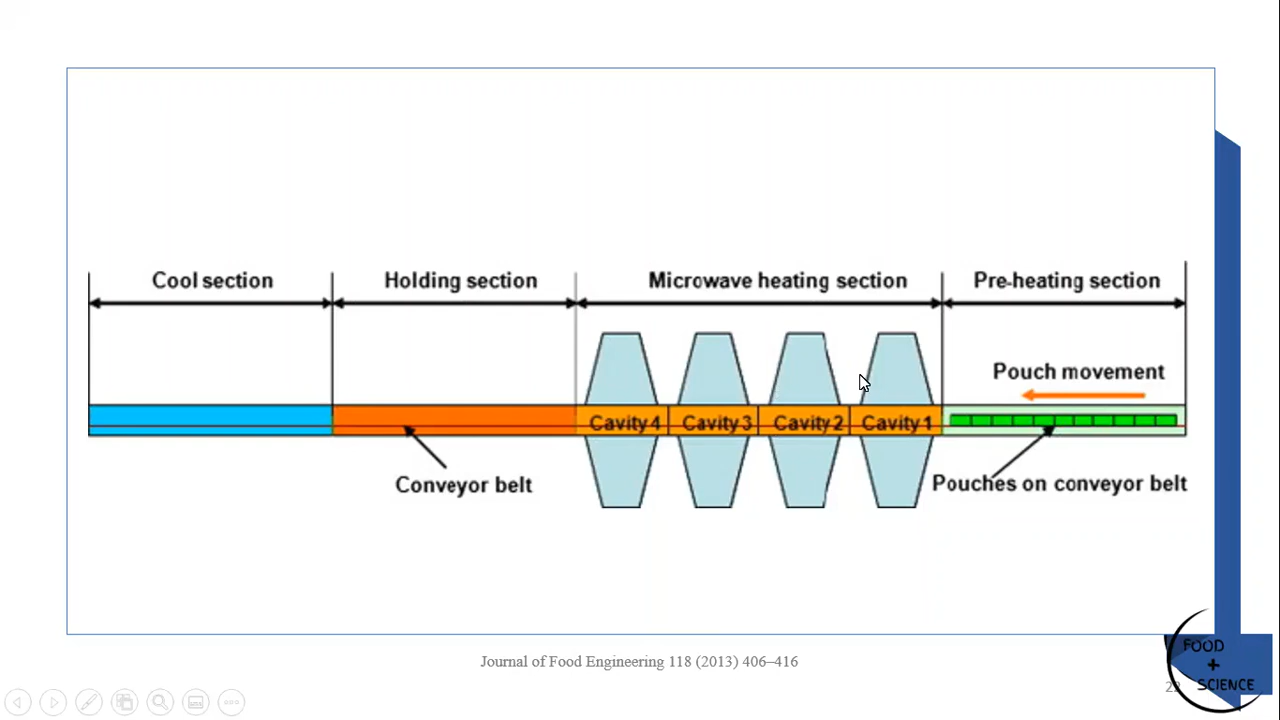 Cool section
Holding section
Microwave heating section
Pre-heating section
Pouch movement
Cavity 4
Cavity 3
Cavity 2
Cavity 1
Conveyor belt
Pouches on conveyor belt
Journal of Food Engineering 118 (2013) 406–416
FOOD
+
SCIENCE